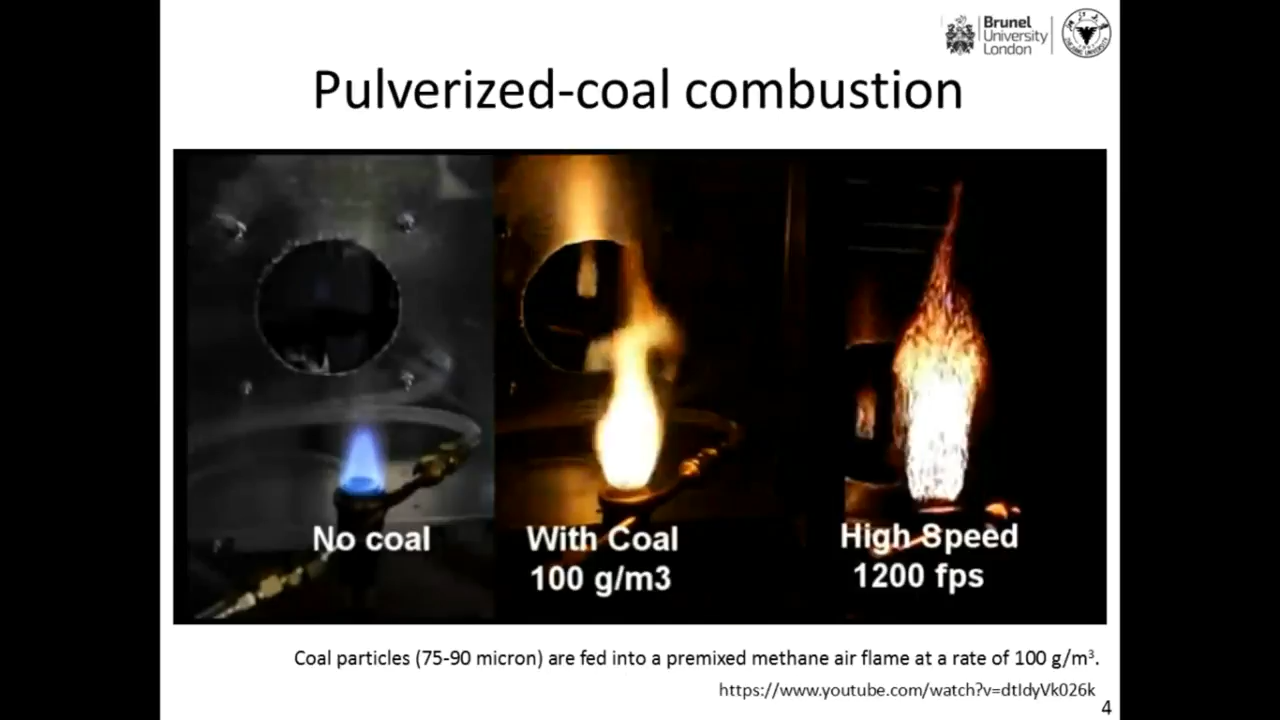 Brunel
University
London
Pulverized-coal combustion
No coal
With Coal
100 g/m3
High Speed
1200 fps
Coal particles (75-90 micron) are fed into a premixed methane air flame at a rate of 100 g/m³.
https://www.youtube.com/watch?v=dtIdyVk026k
4